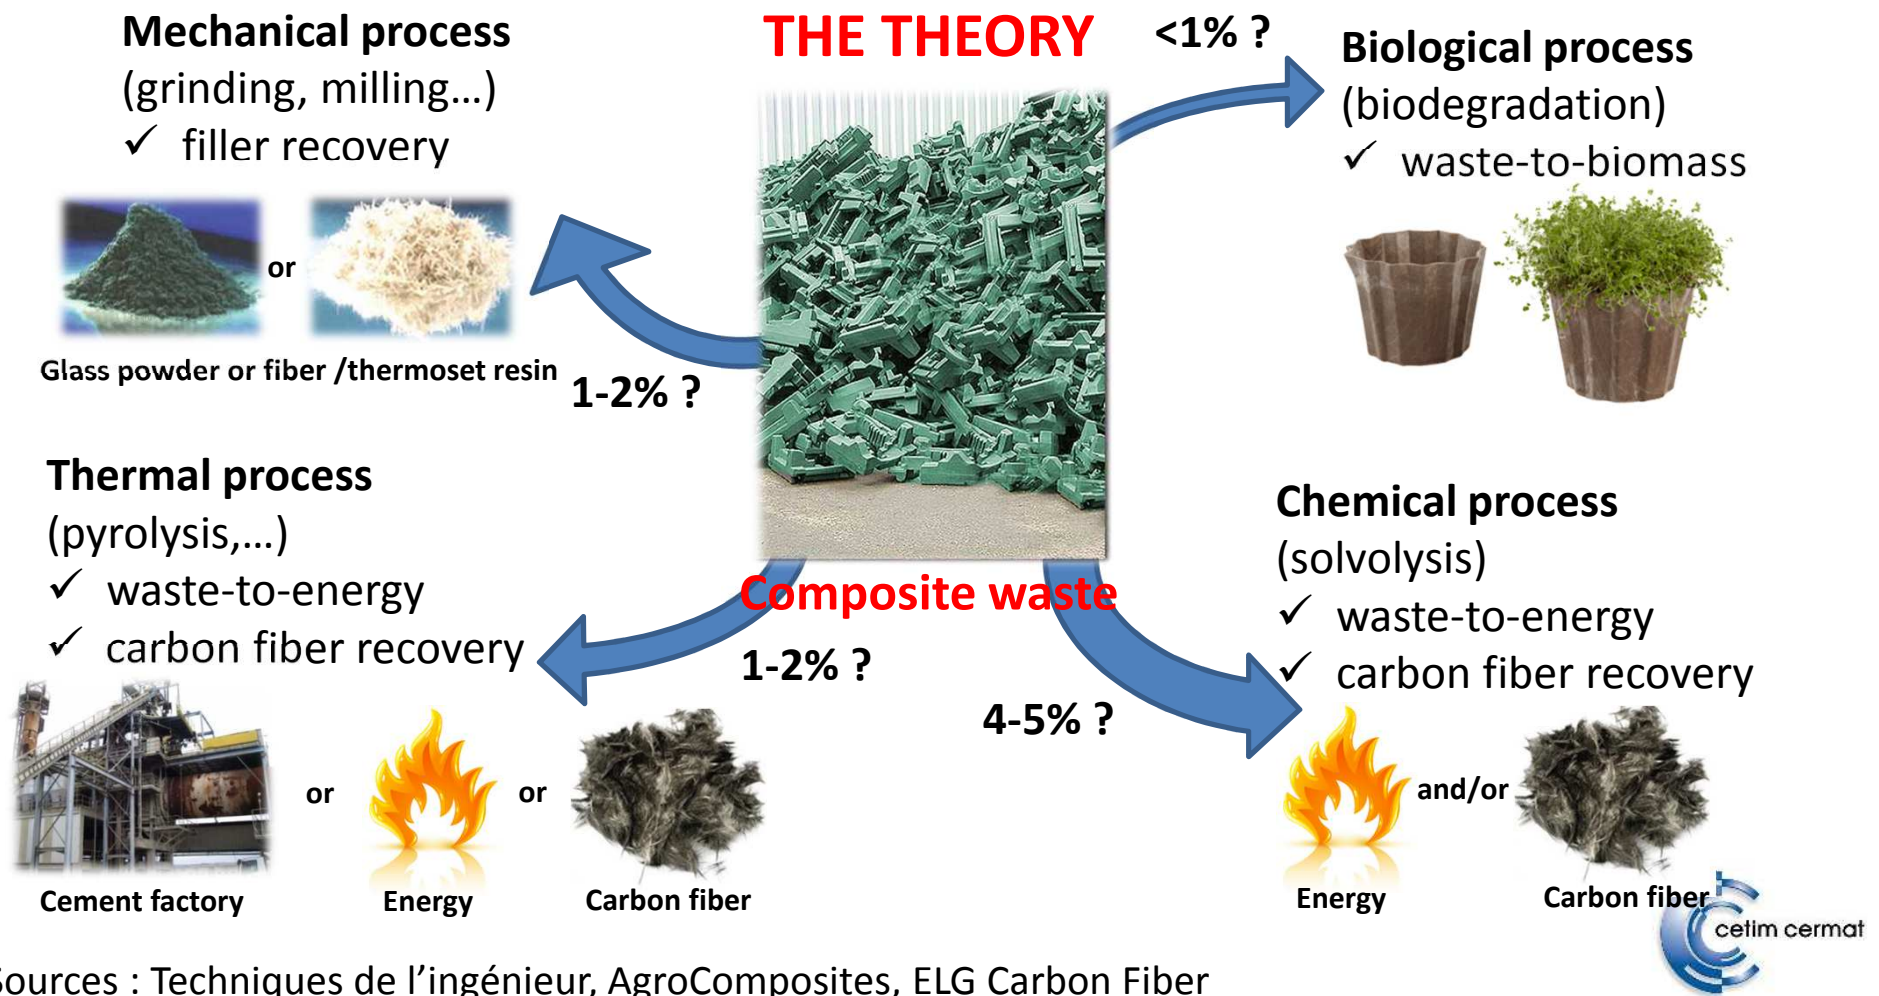 THE THEORY
Mechanical process
(grinding, milling…)
✓ filler recovery
or
Glass powder or fiber /thermoset resin
1-2% ?
<1% ?
Biological process
(biodegradation)
✓ waste-to-biomass
Composite waste
Thermal process
(pyrolysis,…)
✓ waste-to-energy
✓ carbon fiber recovery
1-2% ?
or
or
Cement factory
Energy
Carbon fiber
4-5% ?
Chemical process
(solvolysis)
✓ waste-to-energy
✓ carbon fiber recovery
and/or
Energy
Carbon fiber
cetim cermat
Sources : Techniques de l’ingénieur, AgroComposites, ELG Carbon Fiber